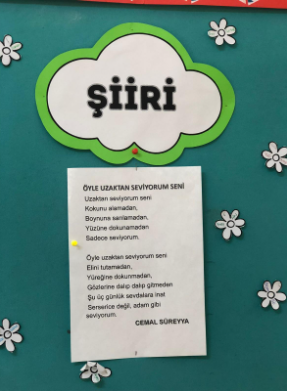 ŞİİRİ
ÖYLE UZAKTAN SEVİYORUM SENİ
Uzaktan seviyorum seni
Kokunu alamadan,
Boynuna sarılamadan,
Yüzüne dokunamadan
Sadece seviyorum.
Öyle uzaktan seviyorum seni
Elini tutamadan,
Yüreğine dokunmadan,
Gözlerine dalıp dalıp gitmeden
Şu üç günlük sevdalara inat
Serserice değil, adam gibi
seviyorum.
CEMAL SÜREYYA